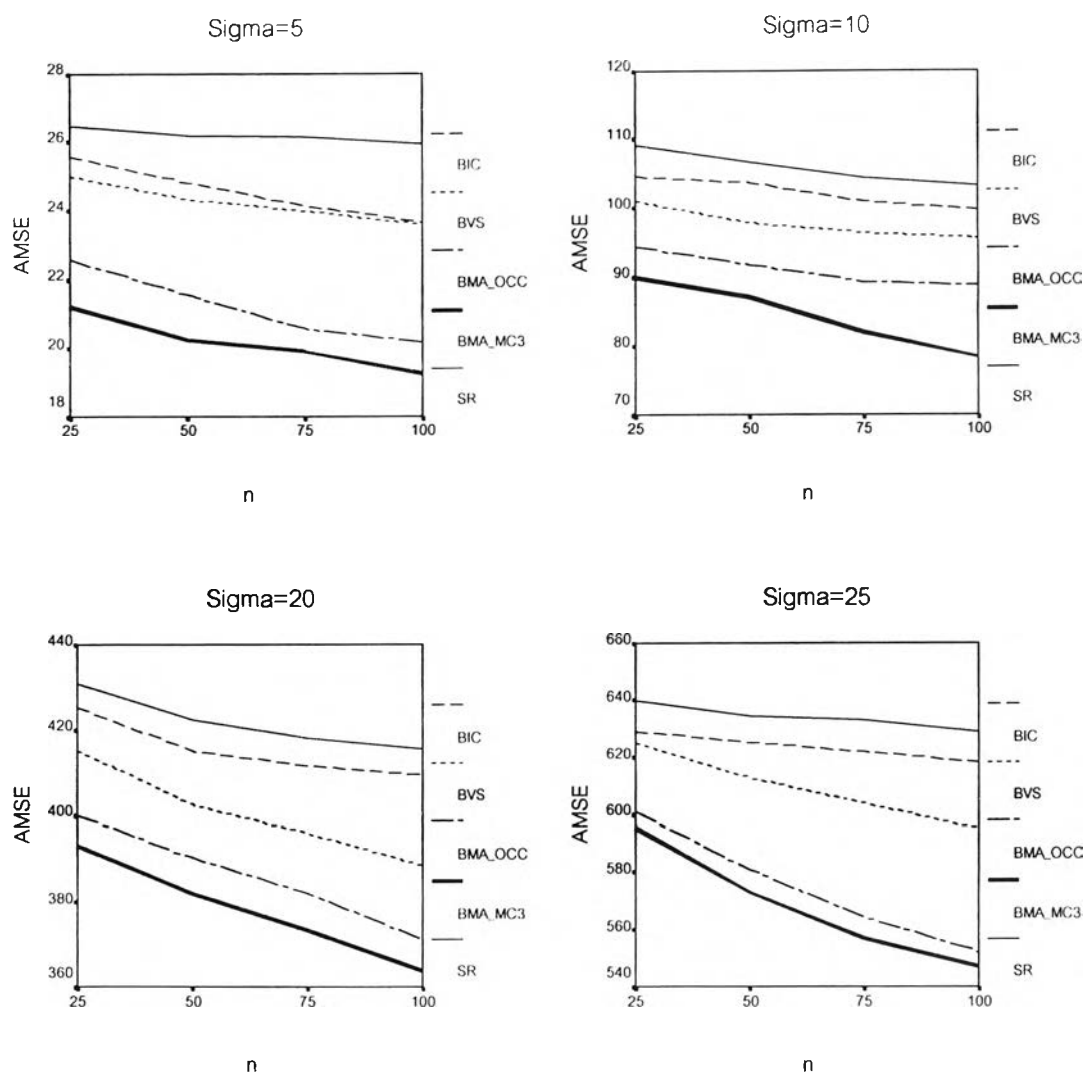 Sigma=5
28
26
24
22
20
18
AMSE
25
50
75
100
n
BIC
BVS
BMA_OCC
BMA_MC3
SR
Sigma=10
120
110
100
90
80
70
AMSE
25
50
75
100
n
BIC
BVS
BMA_OCC
BMA_MC3
SR
Sigma=20
440
420
400
380
360
AMSE
25
50
75
100
n
BIC
BVS
BMA_OCC
BMA_MC3
SR
Sigma=25
660
640
620
600
580
560
540
AMSE
25
50
75
100
n
BIC
BVS
BMA_OCC
BMA_MC3
SR